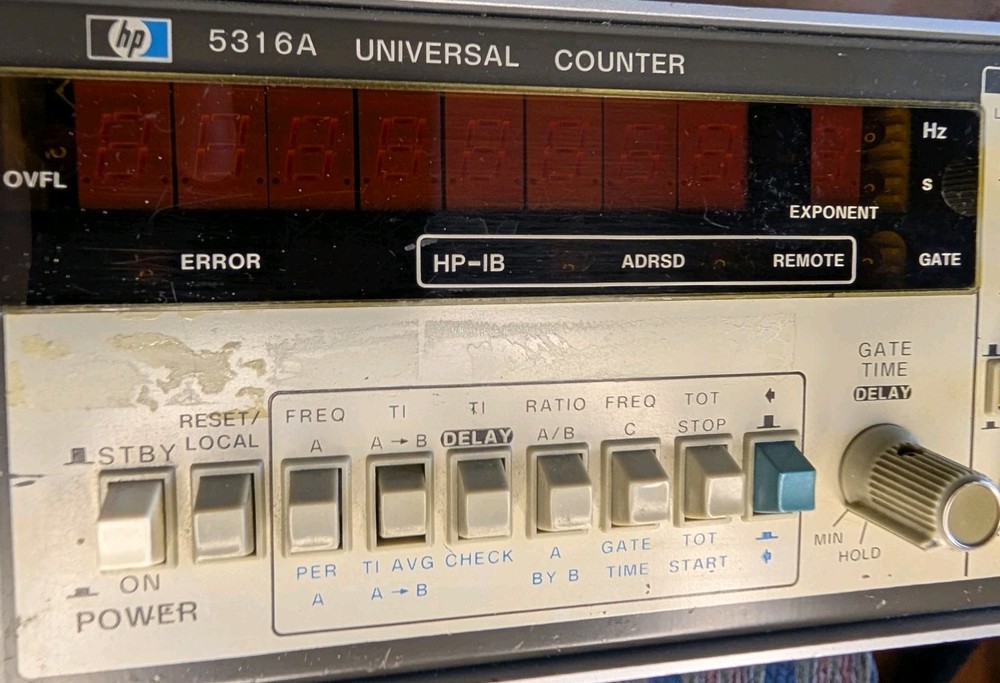 hp 5316A UNIVERSAL COUNTER
Hz
OVFL
s
EXPONENT
ERROR
HP-IB ADRSD REMOTE
GATE
GATE
TIME
DELAY
STBY
RESET/
LOCAL
FREQ
A
TI
A→B
TI
DELAY
RATIO
A/B
FREQ
C
TOT
STOP
PER
A
TI AVG
A→B
CHECK
A
BY B
GATE
TIME
TOT
START
MIN
HOLD
ON
POWER